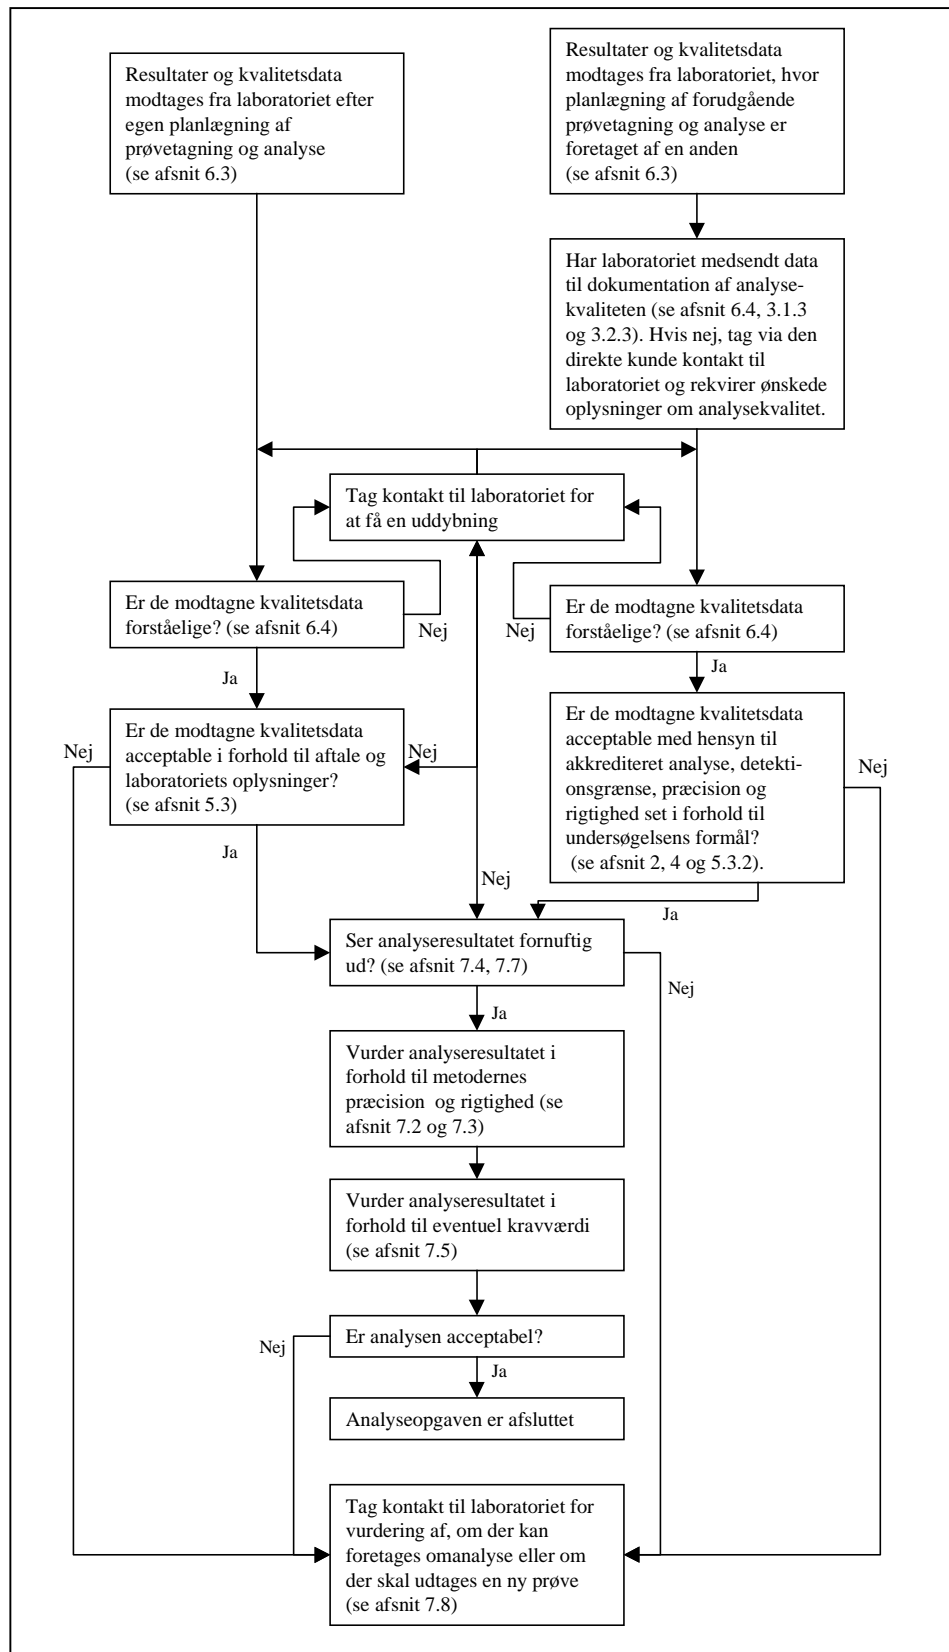 Resultater og kvalitetsdata
modtages fra laboratoriet efter
egen planlægning af
prøvetagning og analyse
(se afsnit 6.3)
Resultater og kvalitetsdata
modtages fra laboratoriet, hvor
planlægning af forudgående
prøvetagning og analyse er
foretaget af en anden
(se afsnit 6.3)
Har laboratoriet medsendt data
til dokumentation af analyse-
kvaliteten (se afsnit 6.4, 3.1.3
og 3.2.3). Hvis nej, tag via den
direkte kunde kontakt til
laboratoriet og rekvirer ønskede
oplysninger om analysekvalitet.
Tag kontakt til laboratoriet for
at få en uddybning
Er de modtagne kvalitetsdata
forståelige? (se afsnit 6.4)
Nej
Nej
Er de modtagne kvalitetsdata
forståelige? (se afsnit 6.4)
Ja
Ja
Nej
Er de modtagne kvalitetsdata
acceptable i forhold til aftale og
laboratoriets oplysninger?
(se afsnit 5.3)
Nej
Er de modtagne kvalitetsdata
acceptable med hensyn til
akkrediteret analyse, detekti-
onsgrænse, præcision og
rigtighed set i forhold til
undersøgelsens formål?
(se afsnit 2, 4 og 5.3.2).
Nej
Ja
Nej
Ja
Ser analyseresultatet fornuftig
ud? (se afsnit 7.4, 7.7)
Nej
Ja
Vurder analyseresultatet i
forhold til metodernes
præcision og rigtighed (se
afsnit 7.2 og 7.3)
Vurder analyseresultatet i
forhold til eventuel kravværdi
(se afsnit 7.5)
Nej
Er analysen acceptabel?
Ja
Analyseopgaven er afsluttet
Tag kontakt til laboratoriet for
vurdering af, om der kan
foretages omanalyse eller om
der skal udtages en ny prøve
(se afsnit 7.8)